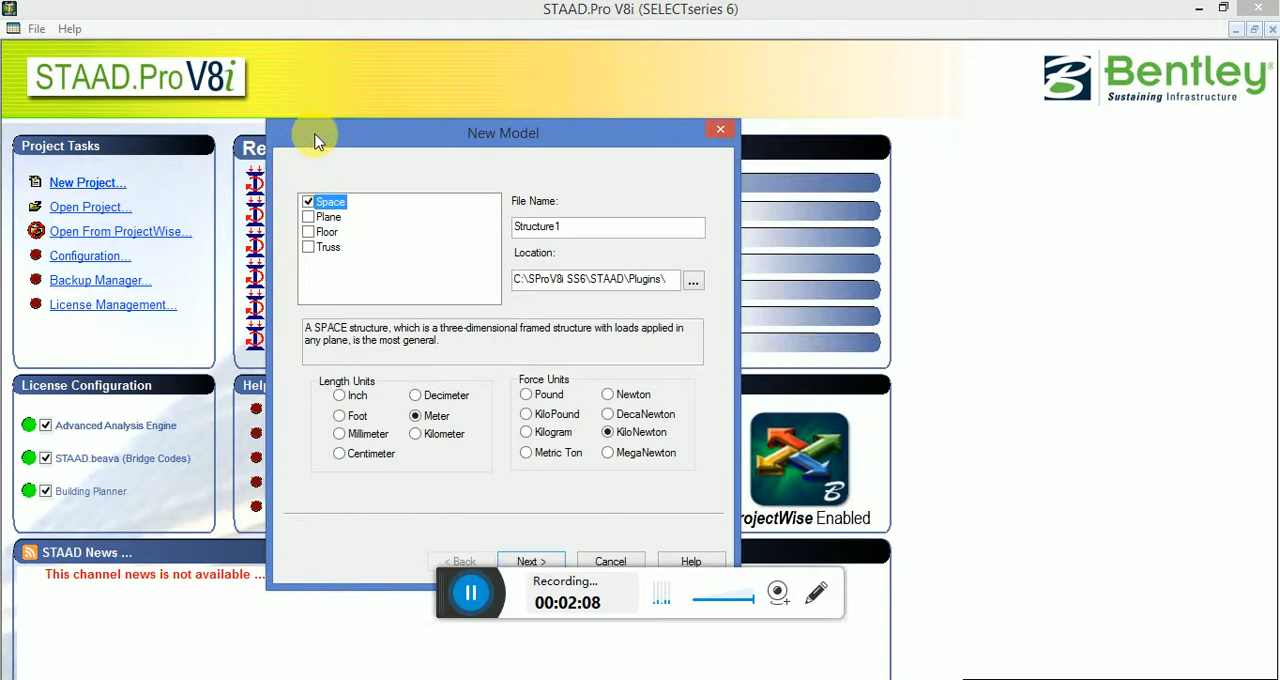 STAAD.Pro V8i (SELECTseries 6)
File Help
STAAD.Pro V8i
Bentley®
Sustaining Infrastructure
Project Tasks
New Project...
Open Project...
Open From ProjectWise...
Configuration...
Backup Manager...
License Management...
Re
New Model
Space
Plane
Floor
Truss
File Name:
Structure1
Location:
C:\SProV8i SS6\STAAD\Plugins\
...
A SPACE structure, which is a three-dimensional framed structure with loads applied in
any plane, is the most general.
Length Units
Inch Decimeter
Foot Meter
Millimeter Kilometer
Centimeter
Force Units
Pound Newton
KiloPound DecaNewton
Kilogram KiloNewton
Metric Ton MegaNewton
< Back Next > Cancel Help
License Configuration
Advanced Analysis Engine
STAAD.beava (Bridge Codes)
Building Planner
Help
B
rojectWise Enabled
STAAD News ...
This channel news is not available ...
Recording...
00:02:08